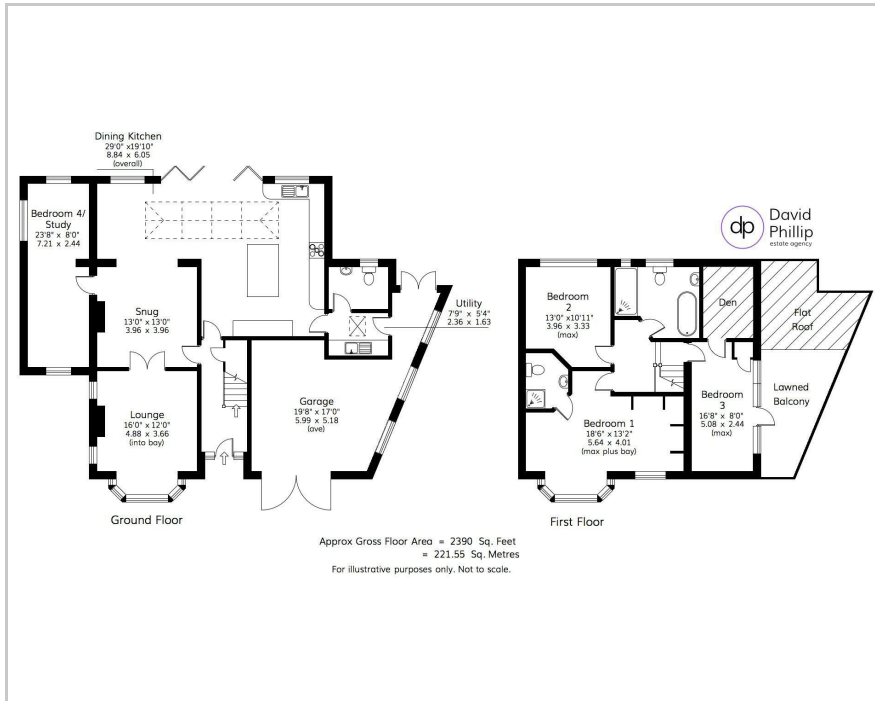 Dining Kitchen
29'0" x19'10"
8.84 x 6.05
(overall)
Bedroom 4/
Study
23'8" x 8'0"
7.21 x 2.44
Snug
13'0" x 13'0"
3.96 x 3.96
Utility
7'9" x 5'4"
2.36 x 1.63
Lounge
16'0" x 12'0"
4.88 x 3.66
(into bay)
Garage
19'8" x 17'0"
5.99 x 5.18
(ave)
Ground Floor
dp
David
Phillip
estate agency
Bedroom
2
13'0" x10'11"
3.96 x 3.33
(max)
Den
Flat
Roof
Bedroom
3
16'8" x 8'0"
5.08 x 2.44
(max)
Lawned
Balcony
Bedroom 1
18'6" x 13'2"
5.64 x 4.01
(max plus bay)
First Floor
Approx Gross Floor Area = 2390 Sq. Feet
= 221.55 Sq. Metres
For illustrative purposes only. Not to scale.